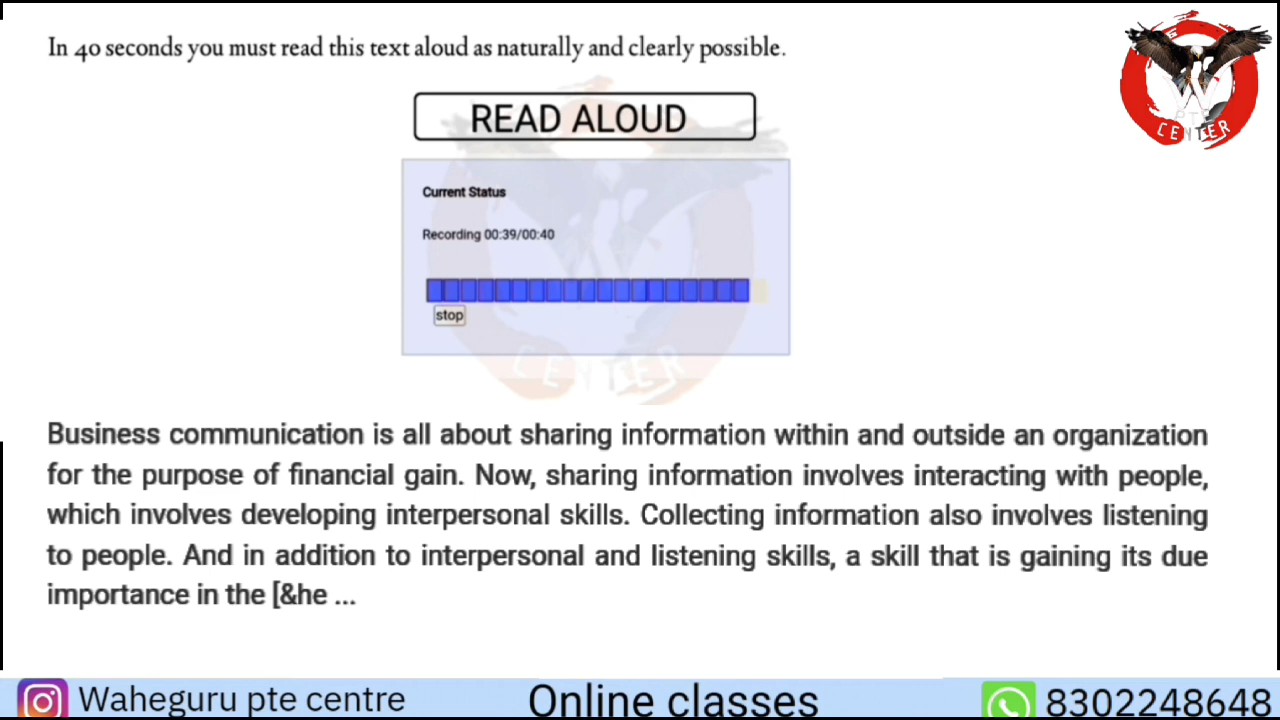 In 40 seconds you must read this text aloud as naturally and clearly possible.
READ ALOUD
W
PTE
CENTER
Current Status
Recording 00:39/00:40
stop
CENTER
Business communication is all about sharing information within and outside an organization
for the purpose of financial gain. Now, sharing information involves interacting with people,
which involves developing interpersonal skills. Collecting information also involves listening
to people. And in addition to interpersonal and listening skills, a skill that is gaining its due
importance in the [&he ...
Waheguru pte centre
Online classes
8302248648